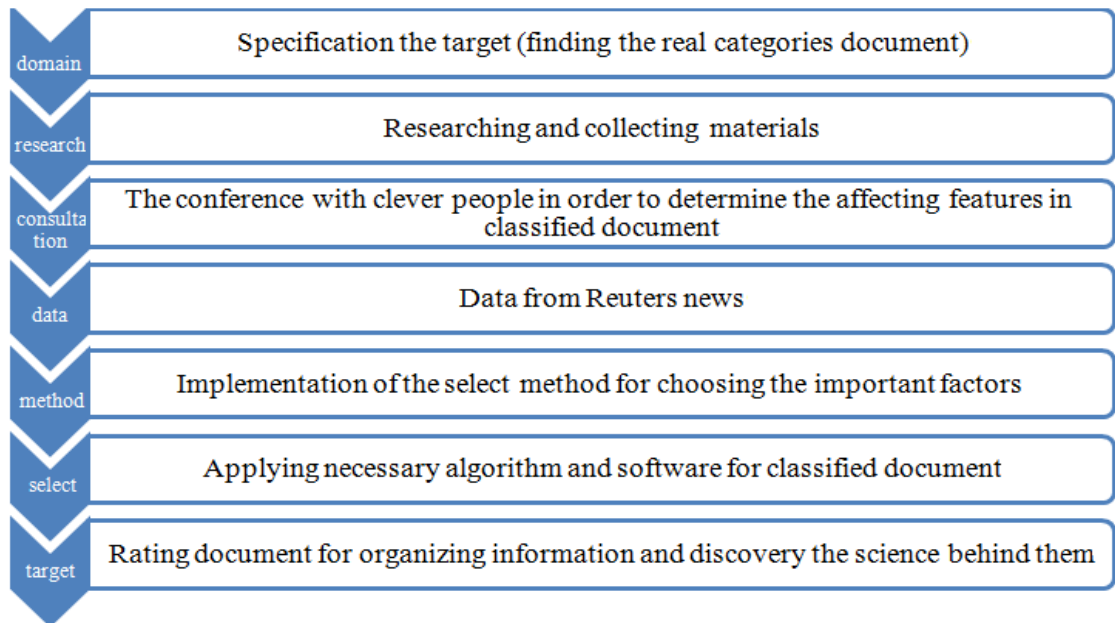 domain
Specification the target (finding the real categories document)
research
Researching and collecting materials
consulta
tion
The conference with clever people in order to determine the affecting features in
classified document
data
Data from Reuters news
method
Implementation of the select method for choosing the important factors
select
Applying necessary algorithm and software for classified document
target
Rating document for organizing information and discovery the science behind them